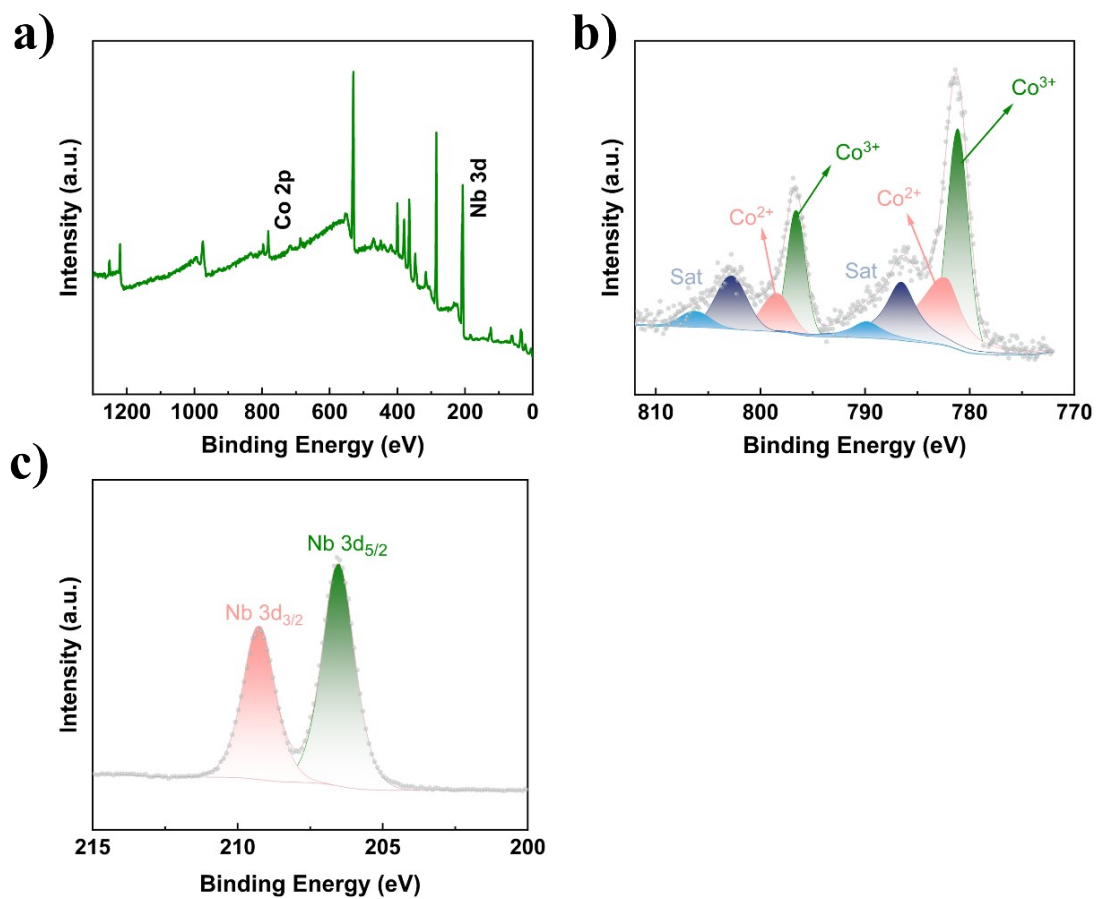 a)
Intensity (a.u.)
Co 2p
Nb 3d
1200 1000 800 600 400 200 0
Binding Energy (eV)
b)
Intensity (a.u.)
Sat
Co2+
Co3+
Sat
Co2+
Co3+
810 800 790 780 770
Binding Energy (eV)
c)
Intensity (a.u.)
Nb 3d3/2
Nb 3d5/2
215 210 205 200
Binding Energy (eV)